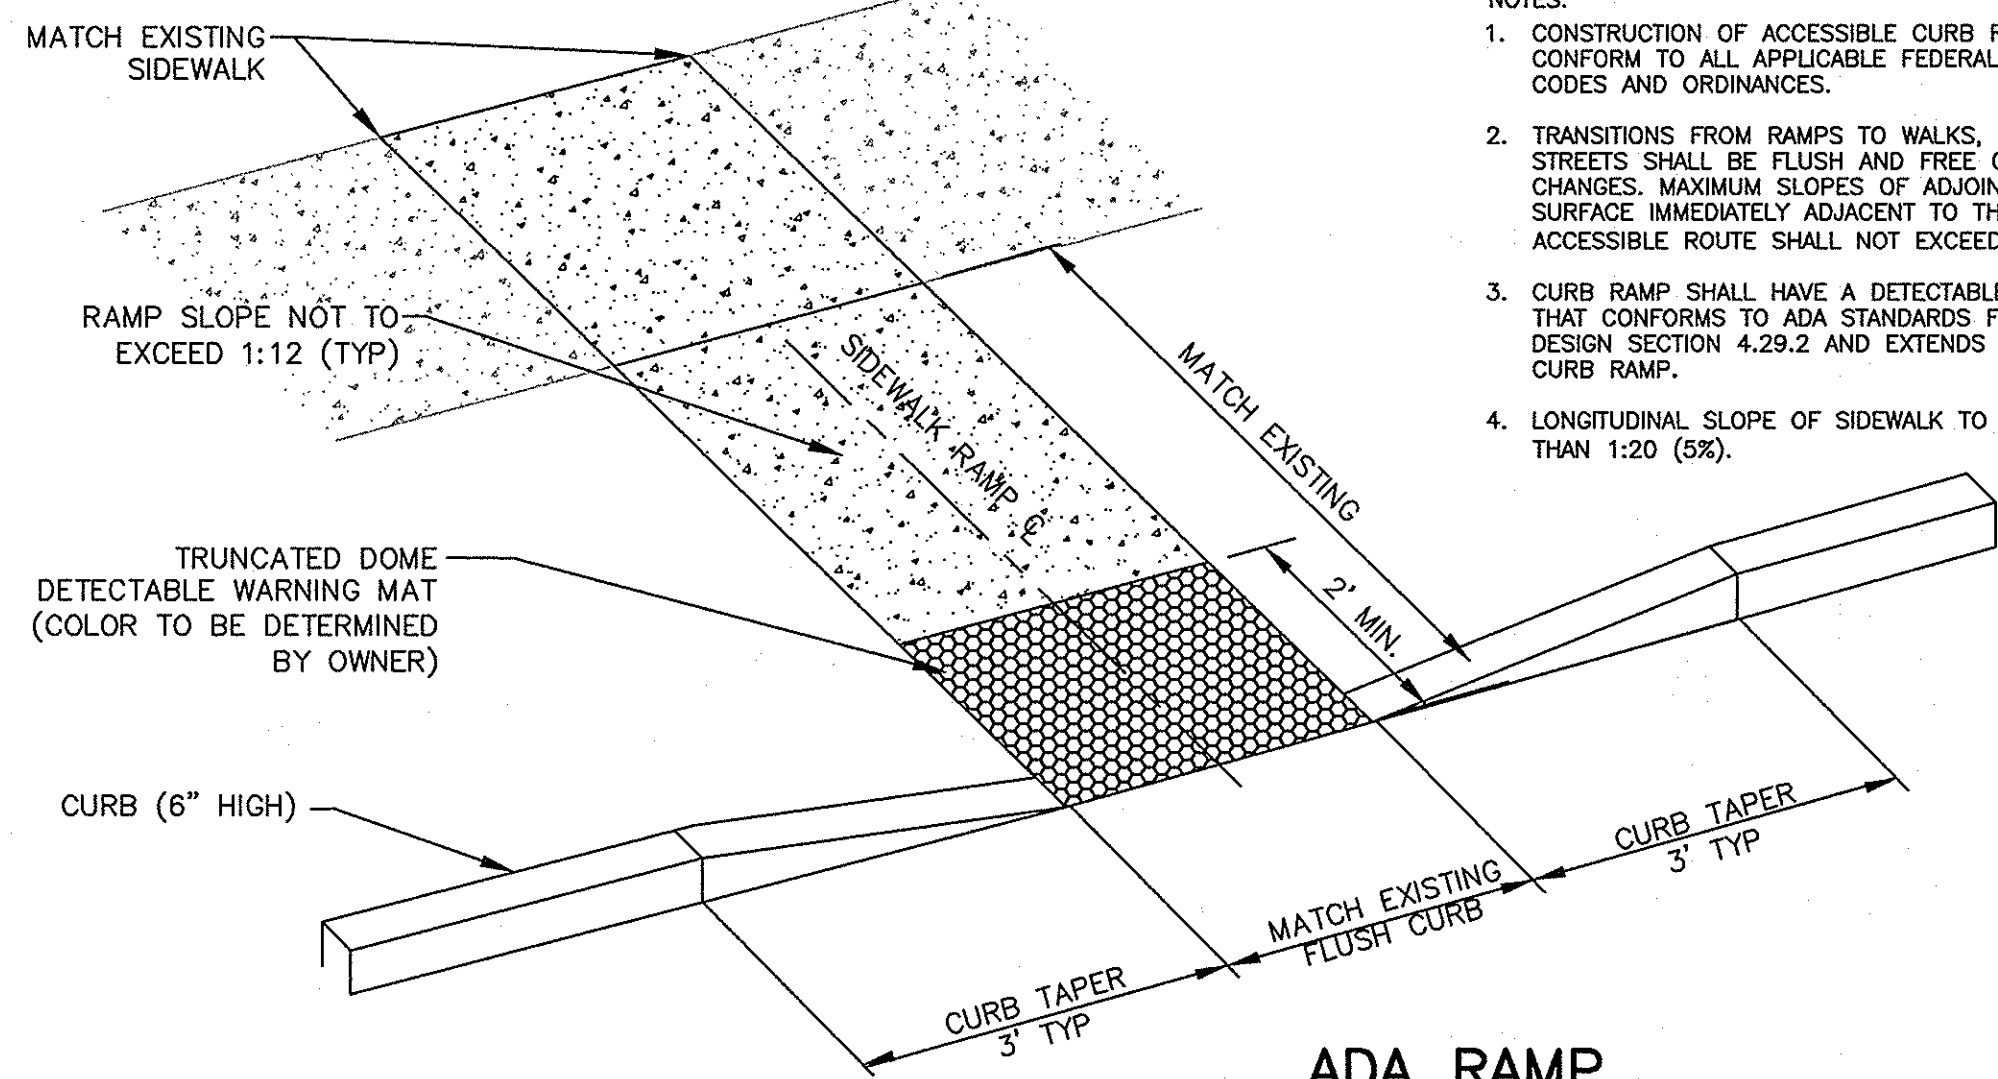 MATCH EXISTING
SIDEWALK
RAMP SLOPE NOT TO
EXCEED 1:12 (TYP)
TRUNCATED DOME
DETECTABLE WARNING MAT
(COLOR TO BE DETERMINED
BY OWNER)
CURB (6" HIGH)
SIDEWALK RAMP ℄
MATCH EXISTING
2' MIN.
CURB TAPER
3' TYP
MATCH EXISTING
FLUSH CURB
CURB TAPER
3' TYP
NOTES:
1. CONSTRUCTION OF ACCESSIBLE CURB
CONFORM TO ALL APPLICABLE FEDERAL
CODES AND ORDINANCES.
2. TRANSITIONS FROM RAMPS TO WALKS,
STREETS SHALL BE FLUSH AND FREE
CHANGES. MAXIMUM SLOPES OF
SURFACE IMMEDIATELY ADJACENT TO
ACCESSIBLE ROUTE SHALL NOT EXCEED
3. CURB RAMP SHALL HAVE A DETECTABLE
THAT CONFORMS TO ADA STANDARDS
DESIGN SECTION 4.29.2 AND EXTENDS
CURB RAMP.
4. LONGITUDINAL SLOPE OF SIDEWALK TO
THAN 1:20 (5%).
ADA RAMP